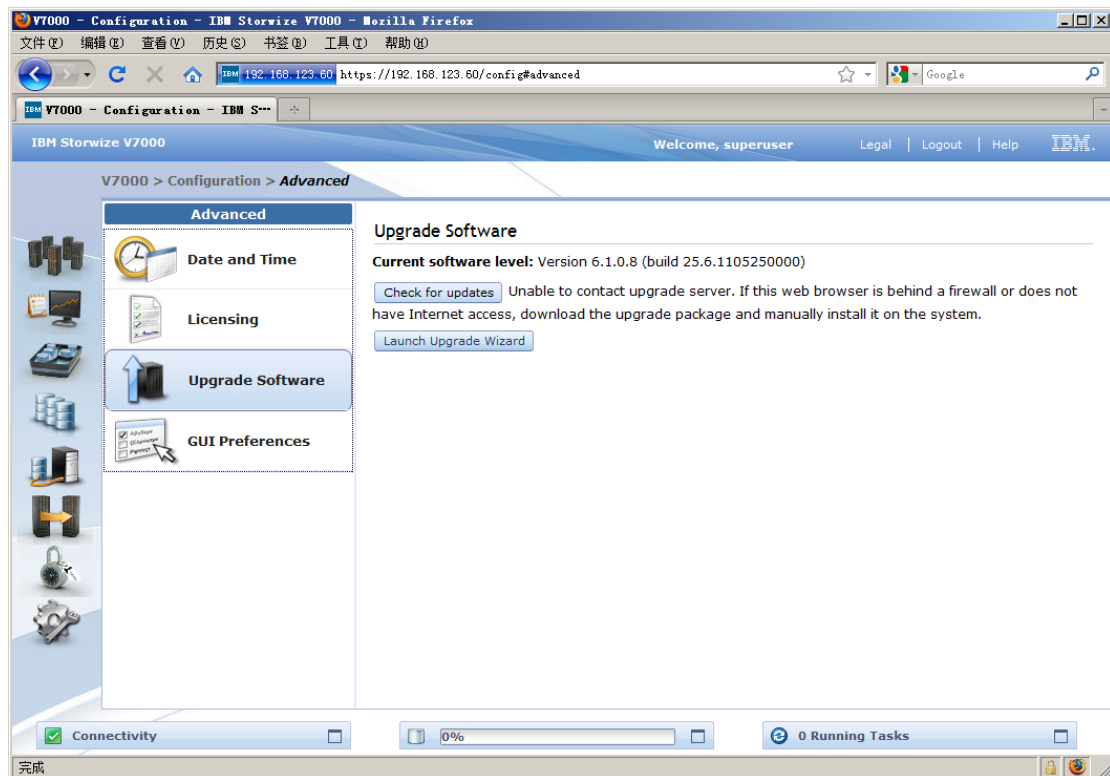 V7000 - Configuration - IBM Storwize V7000 - Mozilla Firefox
文件(F) 编辑(E) 查看(V) 历史(S) 书签(B) 工具(T) 帮助(H)
IBM 192.168.123.60 https://192.168.123.60/config#advanced
Google
IBM V7000 - Configuration - IBM S...
IBM Storwize V7000
Welcome, superuser
Legal | Logout | Help
IBM.
V7000 > Configuration > Advanced
Advanced
Date and Time
Licensing
Upgrade Software
GUI Preferences
Upgrade Software
Current software level: Version 6.1.0.8 (build 25.6.1105250000)
Check for updates Unable to contact upgrade server. If this web browser is behind a firewall or does not
have Internet access, download the upgrade package and manually install it on the system.
Launch Upgrade Wizard
Connectivity
0%
0 Running Tasks
完成